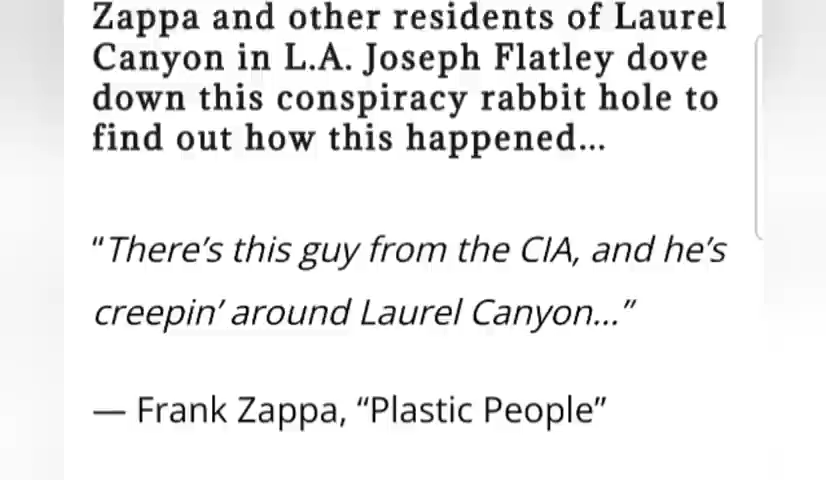 Zappa and other residents of Laurel
Canyon in L.A. Joseph Flatley dove
down this conspiracy rabbit hole to
find out how this happened...
“There’s this guy from the CIA, and he’s
creepin’ around Laurel Canyon...”
— Frank Zappa, “Plastic People”